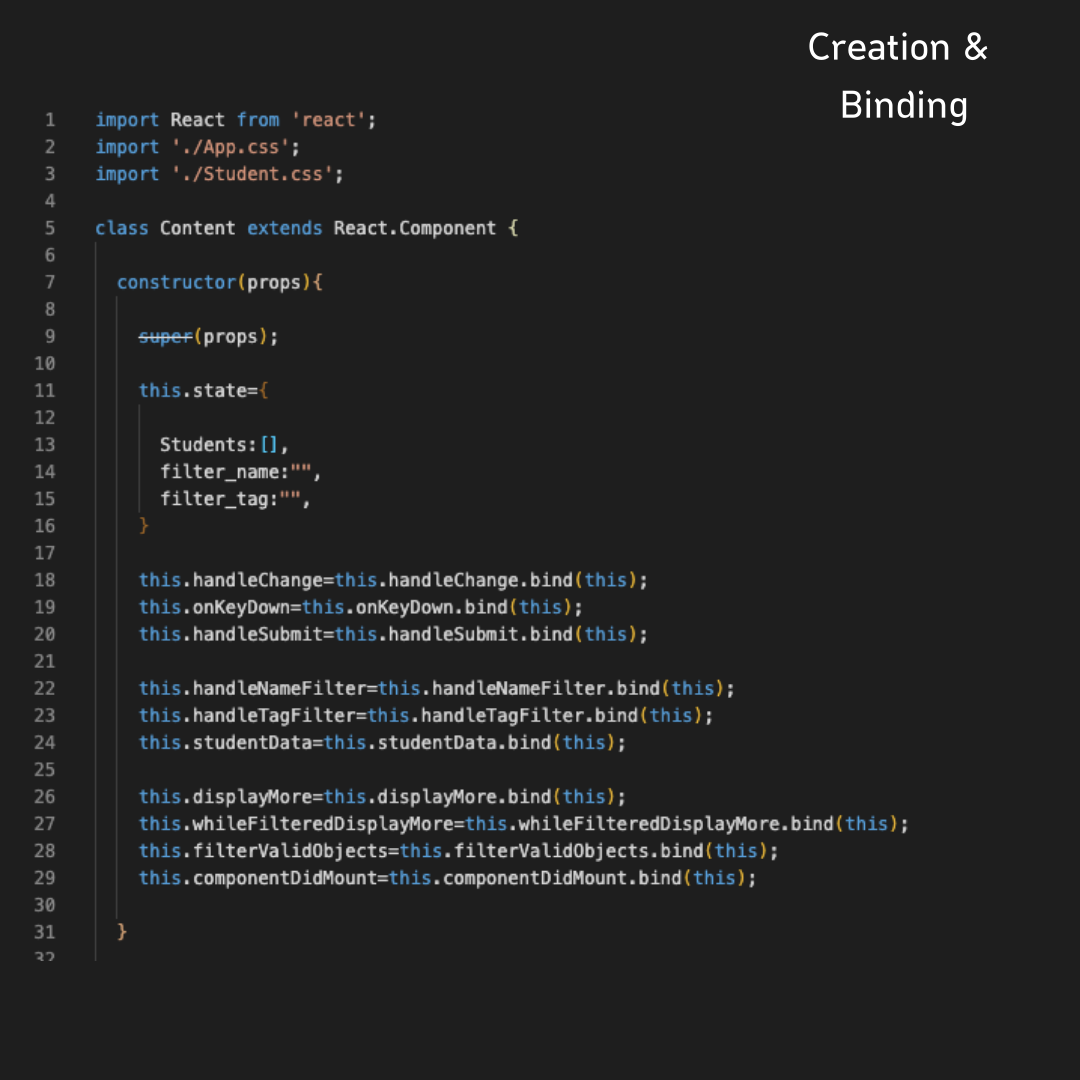 Creation &
Binding
1 import React from 'react';
2 import './App.css';
3 import './Student.css';
4
5 class Content extends React.Component {
6
7 constructor(props){
8
9 super(props);
10
11 this.state={
12
13 Students:[],
14 filter_name:"",
15 filter_tag:"",
16 }
17
18 this.handleChange=this.handleChange.bind(this);
19 this.onKeyDown=this.onKeyDown.bind(this);
20 this.handleSubmit=this.handleSubmit.bind(this);
21
22 this.handleNameFilter=this.handleNameFilter.bind(this);
23 this.handleTagFilter=this.handleTagFilter.bind(this);
24 this.studentData=this.studentData.bind(this);
25
26 this.displayMore=this.displayMore.bind(this);
27 this.whileFilteredDisplayMore=this.whileFilteredDisplayMore.bind(this);
28 this.filterValidObjects=this.filterValidObjects.bind(this);
29 this.componentDidMount=this.componentDidMount.bind(this);
30
31 }
32